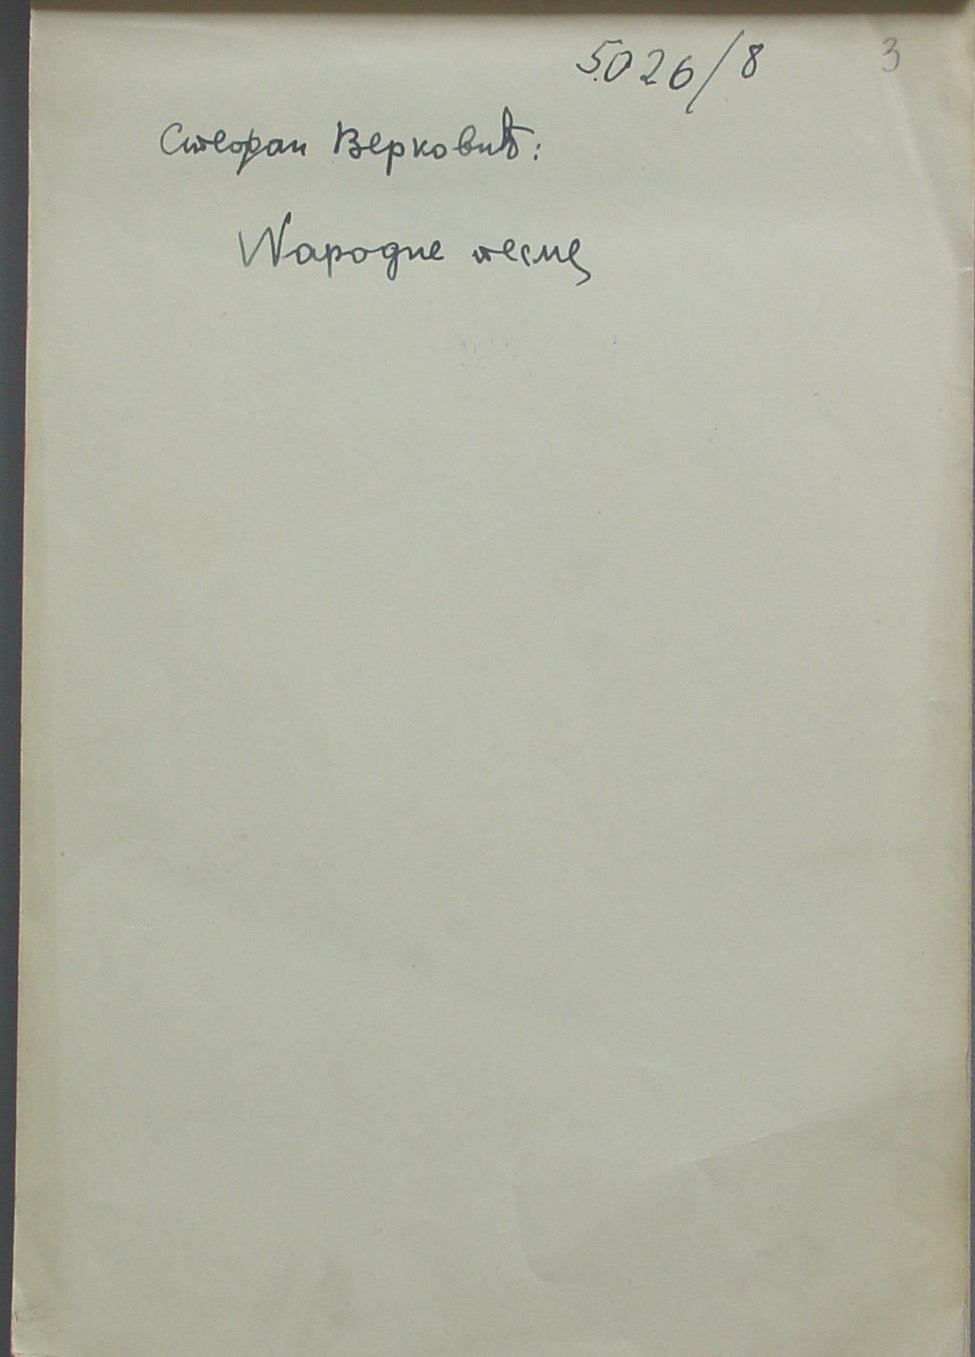 5026/8 3
Стефан Верковић:
Народне песме